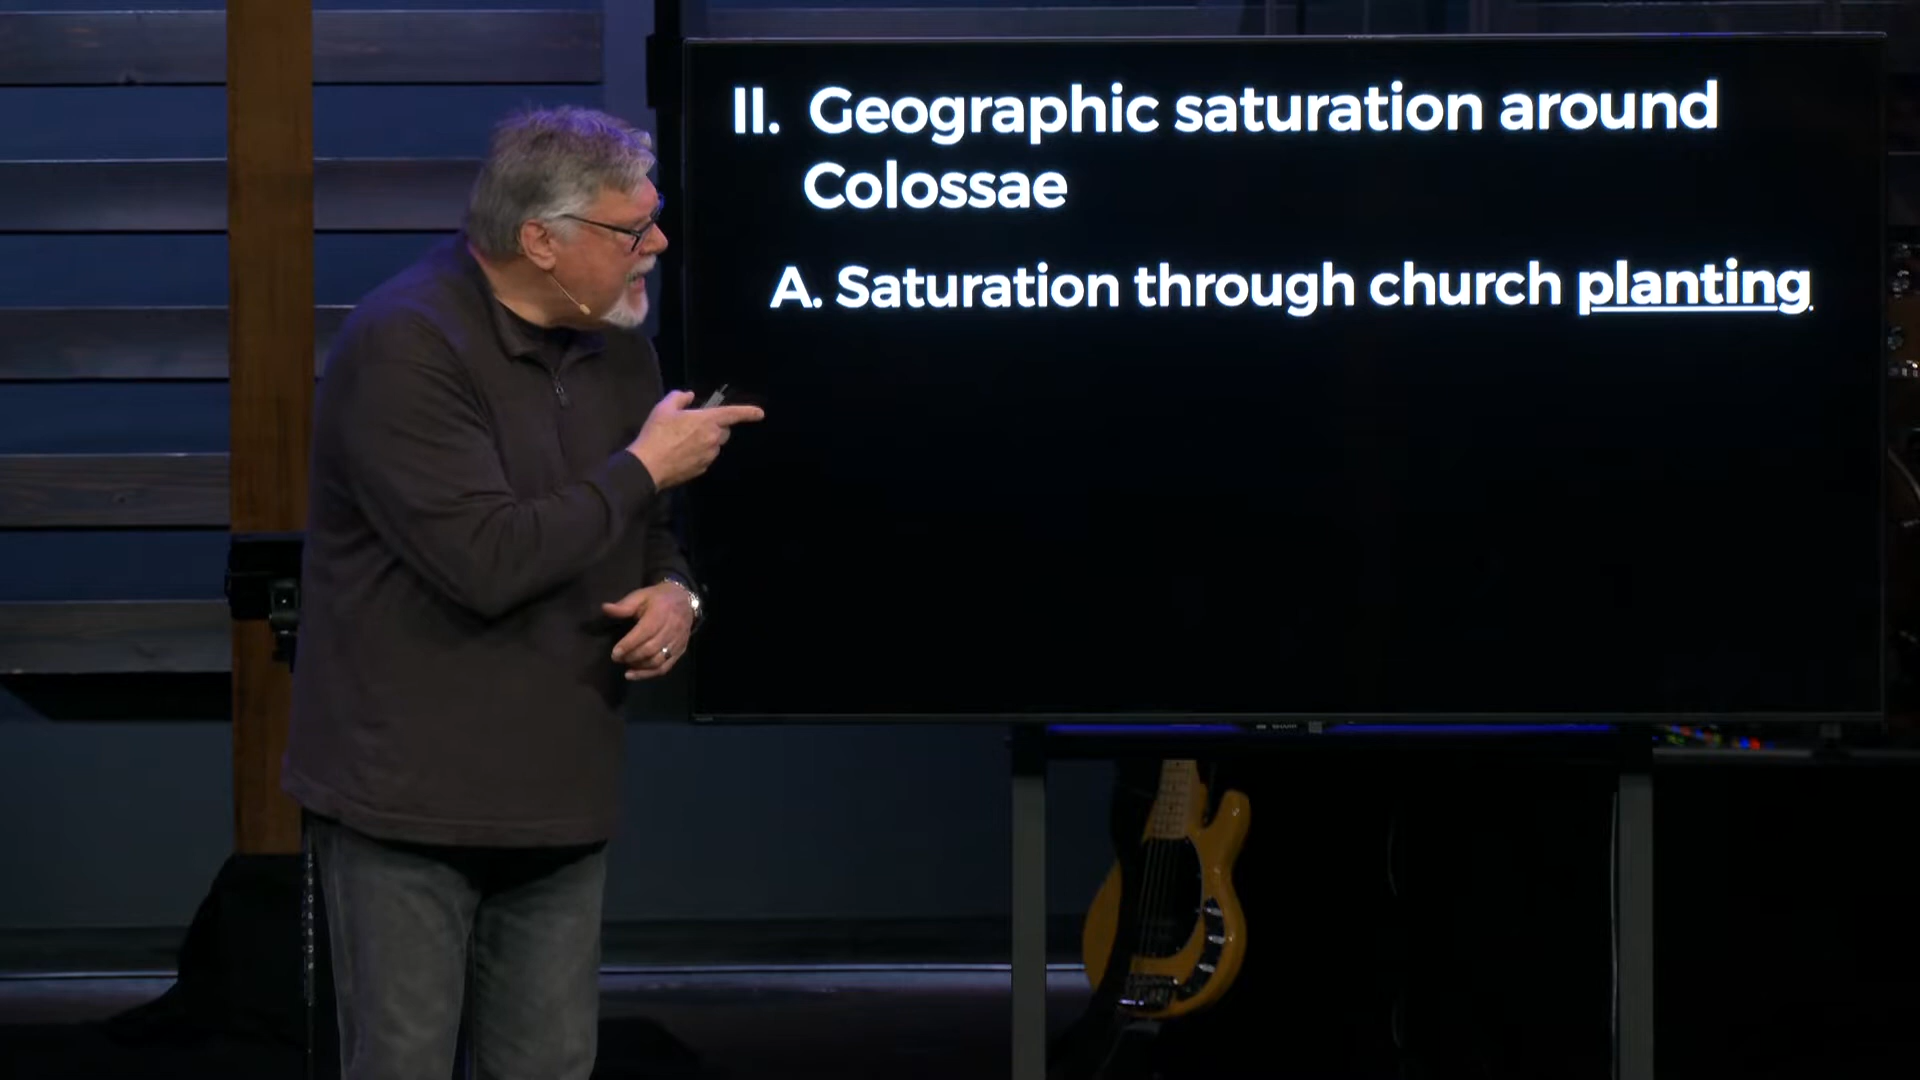 II. Geographic saturation around
Colossae
A. Saturation through church planting